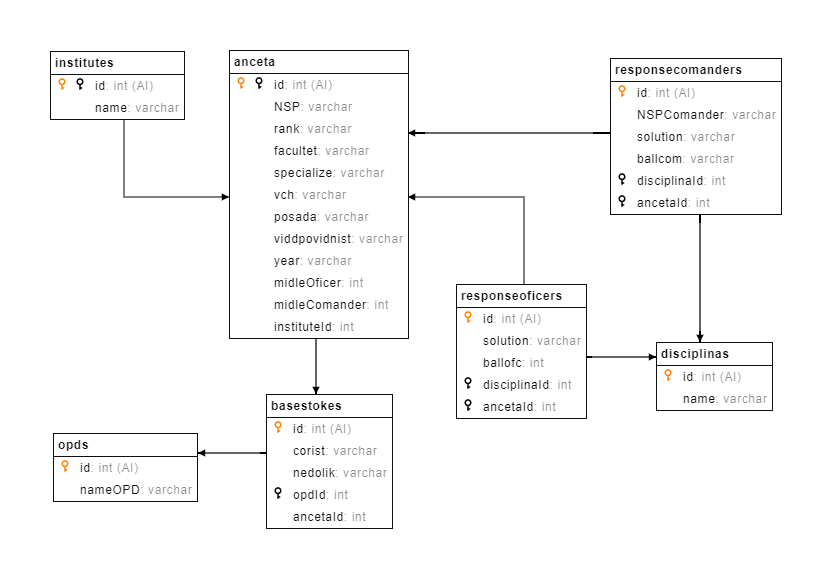 institutes
id: int (AI)
name: varchar
anceta
id: int (AI)
NSP: varchar
rank: varchar
facultet: varchar
specialize: varchar
vch: varchar
posada: varchar
viddpovidnist: varchar
year: varchar
midleOficer: int
midleComander: int
instituteId: int
responsecomanders
id: int (AI)
NSPComander: varchar
solution: varchar
ballcom: varchar
disciplinaId: int
ancetaId: int
responseoficers
id: int (AI)
solution: varchar
ballofc: int
disciplinaId: int
ancetaId: int
disciplinas
id: int (AI)
name: varchar
basestokes
id: int (AI)
corist: varchar
nedolik: varchar
opdId: int
ancetaId: int
opds
id: int (AI)
nameOPD: varchar